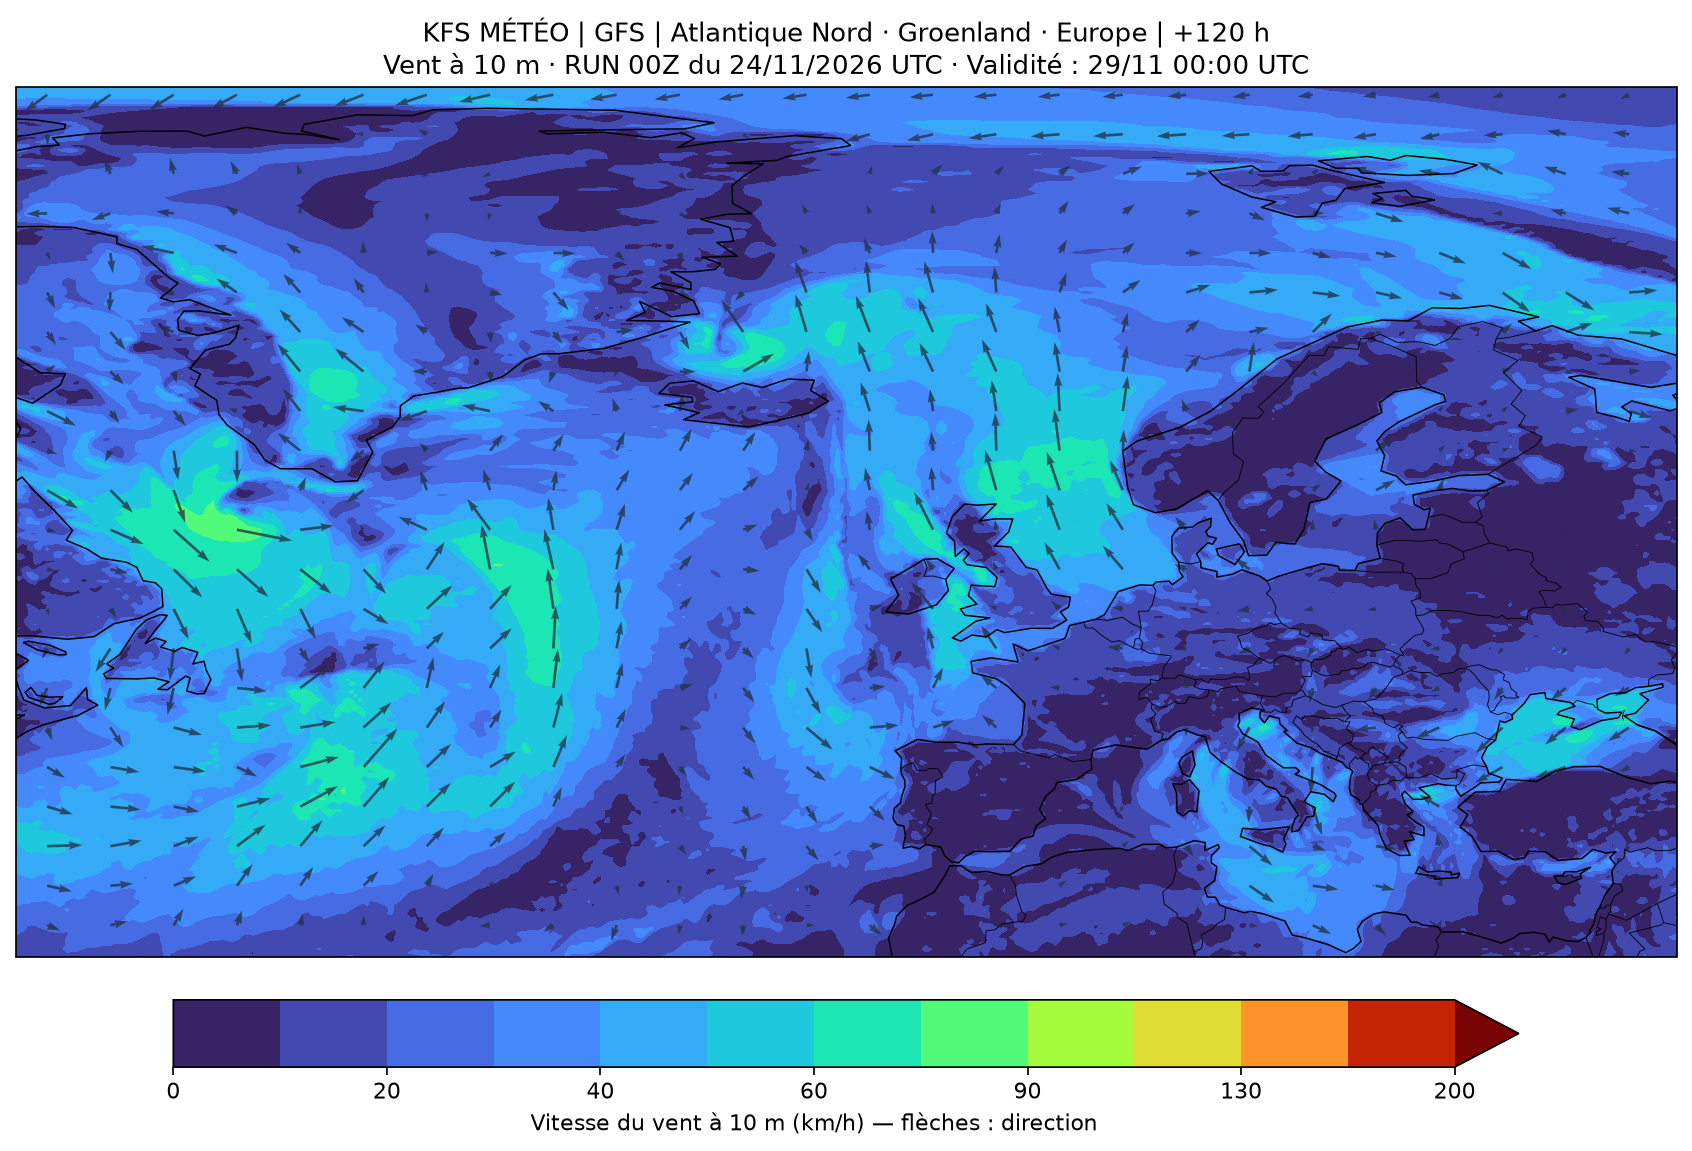 KFS MÉTÉO | GFS | Atlantique Nord · Groenland · Europe | +120 h
Vent à 10 m · RUN 00Z du 24/11/2026 UTC · Validité : 29/11 00:00 UTC
0 20 40 60 90 130 200
Vitesse du vent à 10 m (km/h) — flèches : direction